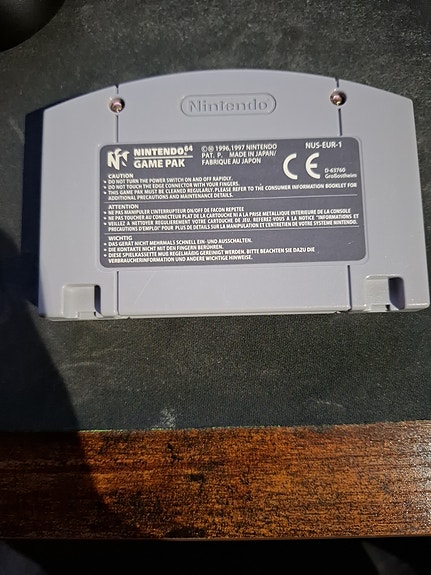 Nintendo
NINTENDO64
GAME PAK
©® 1996,1997 NINTENDO
PAT. P. MADE IN JAPAN/
FABRIQUE AU JAPON
NUS-EUR-1
CE
D-63760
Großostheim
CAUTION
• DO NOT TURN THE POWER SWITCH ON AND OFF RAPIDLY.
• DO NOT TOUCH THE EDGE CONNECTOR WITH YOUR FINGERS.
• THIS GAME PAK MUST BE CLEANED REGULARLY. PLEASE REFER TO THE CONSUMER INFORMATION BOOKLET FOR
ADDITIONAL PRECAUTIONS AND MAINTENANCE DETAILS.
ATTENTION
• NE PAS MANIPULER L'INTERRUPTEUR ON/OFF DE FACON REPETEE
• NE PAS TOUCHER AU CONNECTEUR PLAT DE LA CARTOUCHE NI A LA PRISE METALLIQUE INTERIEURE DE LA CONSOLE
• VEILLEZ A NETTOYER REGULIEREMENT VOTRE CARTOUCHE DE JEU. REFEREZ-VOUS A LA NOTICE "INFORMATIONS ET
PRECAUTIONS D'EMPLOI" POUR PLUS DE DETAILS SUR LA MANIPULATION ET L'ENTRETIEN DE VOTRE SYSTEME NINTENDO.
WICHTIG
• DAS GERÄT NICHT MEHRMALS SCHNELL EIN- UND AUSSCHALTEN.
• DIE KONTAKTE NICHT MIT DEN FINGERN BERÜHREN.
• DIESE SPIELKASSETTE NUR REGELMÄßIG GEREINIGT WERDEN. BITTE BEACHTEN SIE DAZU DIE
VERBRAUCHERINFORMATION UND ANDERE WICHTIGE HINWEISE.